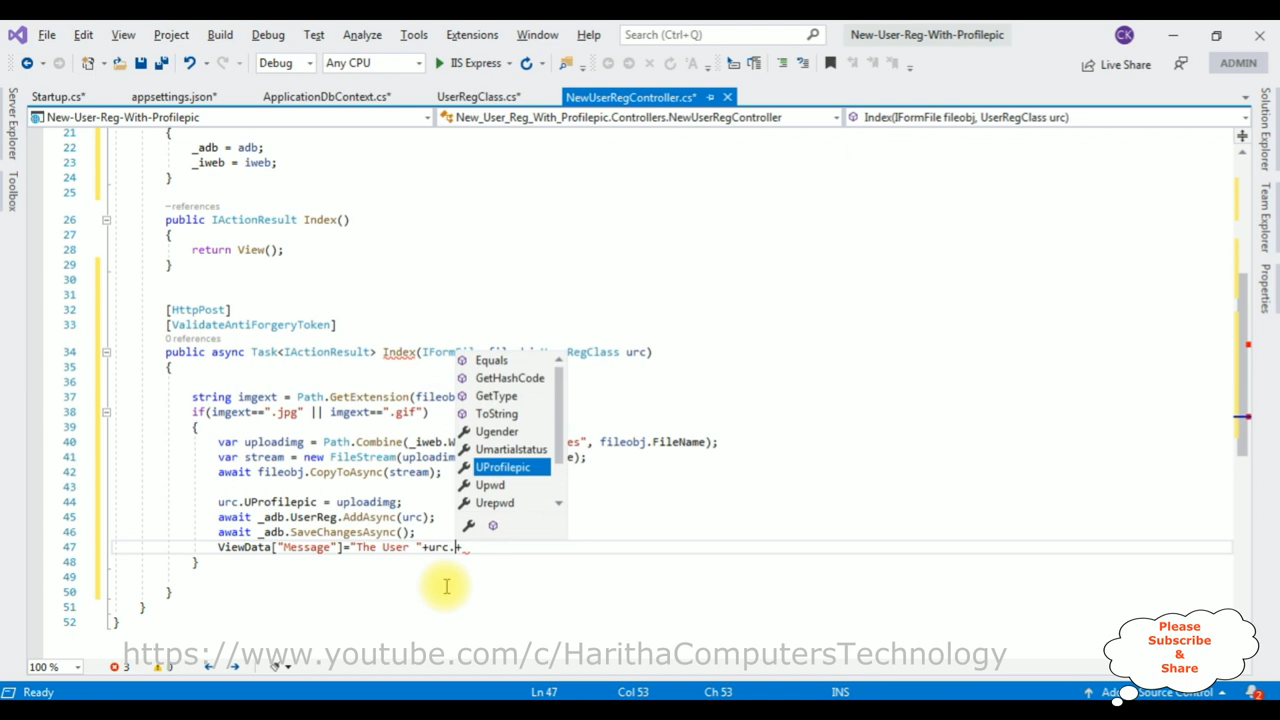 File Edit View Project Build Debug Test Analyze Tools Extensions Window Help Search (Ctrl+Q) New-User-Reg-With-Profilepic CK
Debug Any CPU IIS Express Live Share ADMIN
Startup.cs* appsettings.json* ApplicationDbContext.cs* UserRegClass.cs* NewUserRegController.cs*
New-User-Reg-With-Profilepic New_User_Reg_With_Profilepic.Controllers.NewUserRegController Index(IFormFile fileobj, UserRegClass urc)
Server Explorer
Toolbox
Solution Explorer
Team Explorer
Properties
21 {
22 _adb = adb;
23 _iweb = iweb;
24 }
25
- references
26 public IActionResult Index()
27 {
28 return View();
29 }
30
31
32 [HttpPost]
33 [ValidateAntiForgeryToken]
0 references
34 public async Task<IActionResult> Index(IFormFile RegClass urc)
35 {
36
37 string imgext = Path.GetExtension(fileob
38 if(imgext==".jpg" || imgext==".gif")
39 {
40 var uploadimg = Path.Combine(_iweb.W es", fileobj.FileName);
41 var stream = new FileStream(uploadim e);
42 await fileobj.CopyToAsync(stream);
43
44 urc.UProfilepic = uploadimg;
45 await _adb.UserReg.AddAsync(urc);
46 await _adb.SaveChangesAsync();
47 ViewData["Message"]="The User "+urc.+
48 }
49
50 }
51 }
52 }
Equals
GetHashCode
GetType
ToString
Ugender
Umartialstatus
UProfilepic
Upwd
Urepwd
Please
Subscribe
&
Share
https://www.youtube.com/c/HarithaComputersTechnology
100 % 3 0
Ready Ln 47 Col 53 Ch 53 INS Add Source Control 2